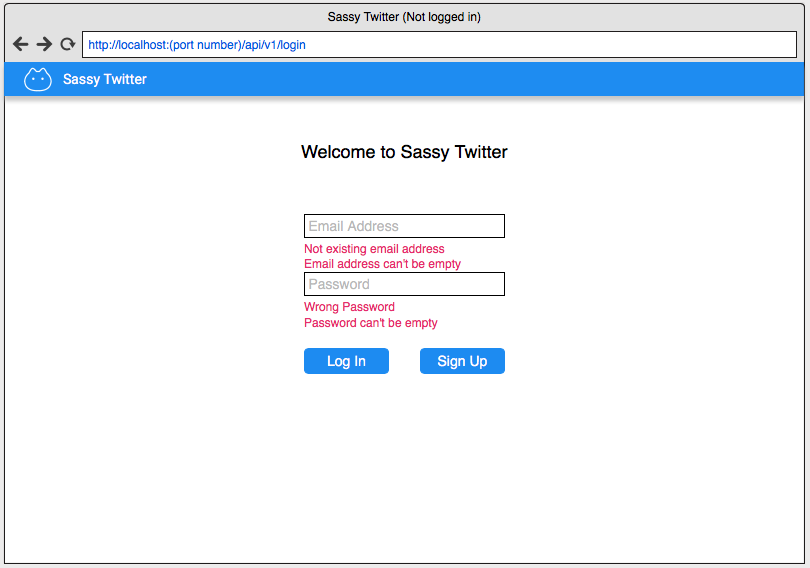 Sassy Twitter (Not logged in)
http://localhost:(port number)/api/v1/login
Sassy Twitter
Welcome to Sassy Twitter
Email Address
Not existing email address
Email address can't be empty
Password
Wrong Password
Password can't be empty
Log In Sign Up